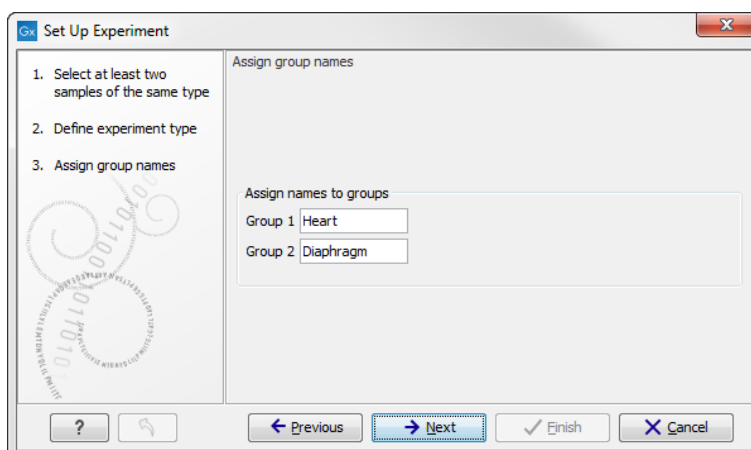 Gx Set Up Experiment
1. Select at least two
samples of the same type
2. Define experiment type
3. Assign group names
Assign group names
Assign names to groups
Group 1 Heart
Group 2 Diaphragm
? Previous Next Finish Cancel